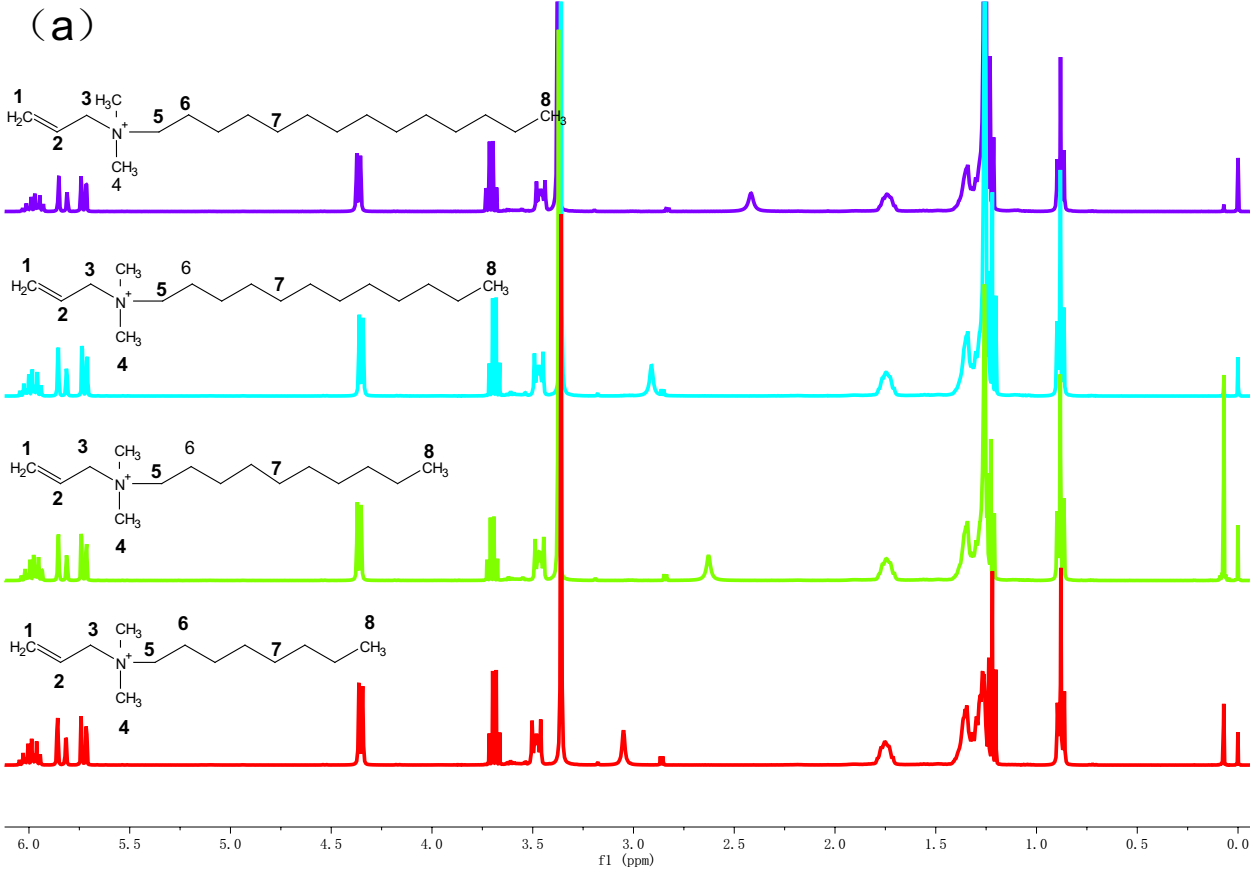 （a）
1 3 H3C 5 6 7 8
H2C N+ CH3
2 CH3
4
1 3 CH3 6 7 8
H2C N+ 5 CH3
2 CH3
4
1 3 CH3 6 7 8
H2C N+ 5 CH3
2 CH3
4
1 3 CH3 6 8
H2C N+ 5 7 CH3
2 CH3
4
6.0 5.5 5.0 4.5 4.0 3.5 3.0 2.5 2.0 1.5 1.0 0.5 0.0
f1 (ppm)